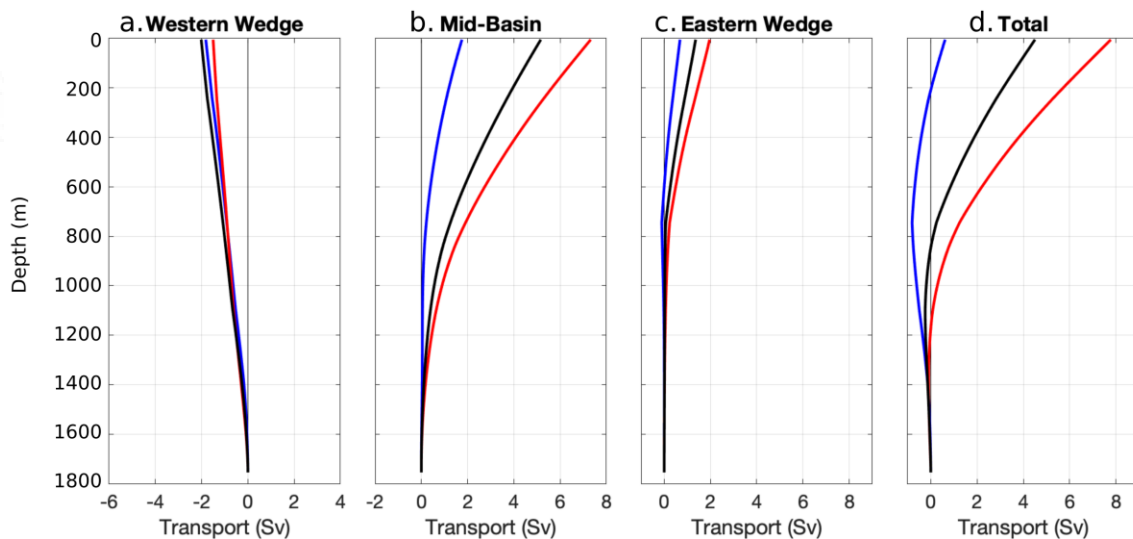 a. Western Wedge
b. Mid-Basin
c. Eastern Wedge
d. Total
0
200
400
600
800
1000
1200
1400
1600
1800
Depth (m)
-6 -4 -2 0 2 4
-2 0 2 4 6 8
0 2 4 6 8
0 2 4 6 8
Transport (Sv)
Transport (Sv)
Transport (Sv)
Transport (Sv)